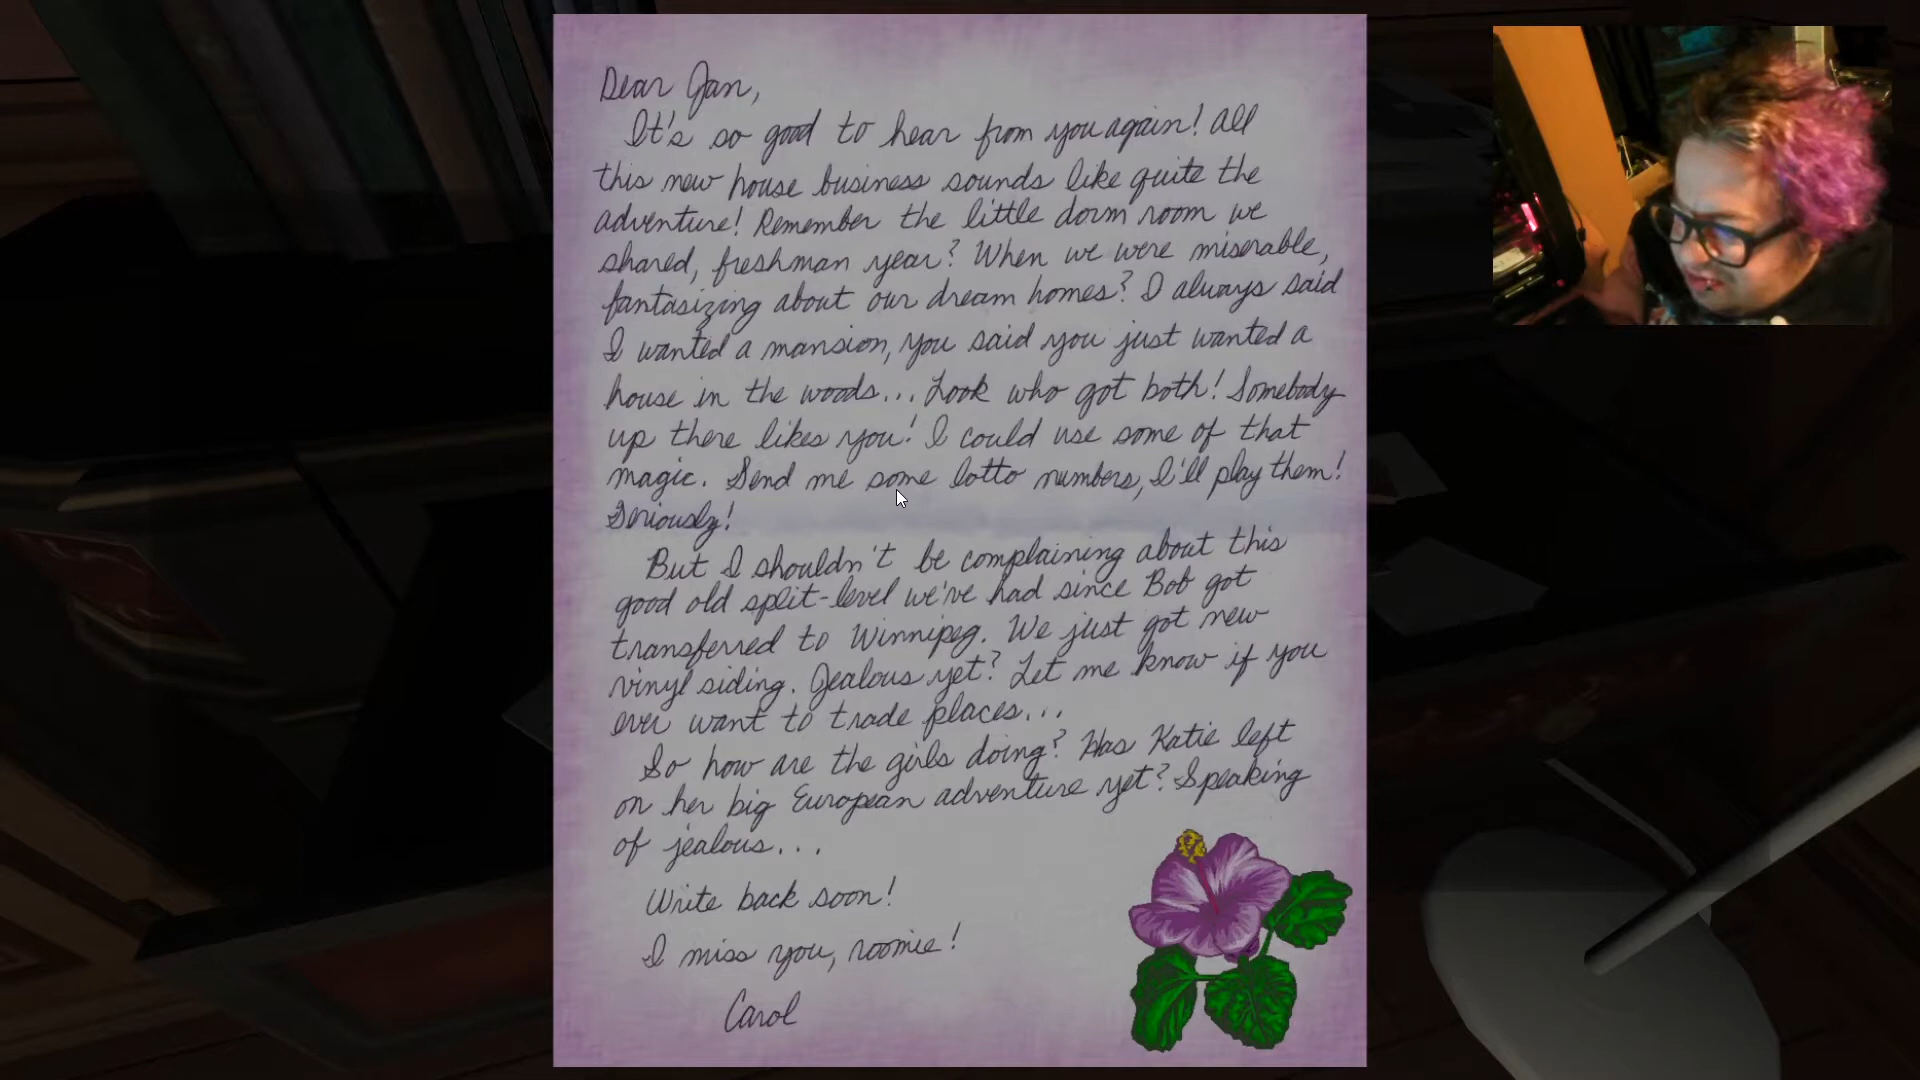 Dear Jan,
It's so good to hear from you again! All
this new house business sounds like quite the
adventure! Remember the little dorm room we
shared, freshman year? When we were miserable,
fantasizing about our dream homes? I always said
I wanted a mansion, you said you just wanted a
house in the woods... Look who got both! Somebody
up there likes you! I could use some of that
magic. Send me some lotto numbers, I'll play them!
Seriously!
But I shouldn't be complaining about this
good old split-level we've had since Bob got
transferred to Winnipeg. We just got new
vinyl siding. Jealous yet? Let me know if you
ever want to trade places...
So how are the girls doing? Has Katie left
on her big European adventure yet? Speaking
of jealous...
Write back soon!
I miss you, roomie!
Carol